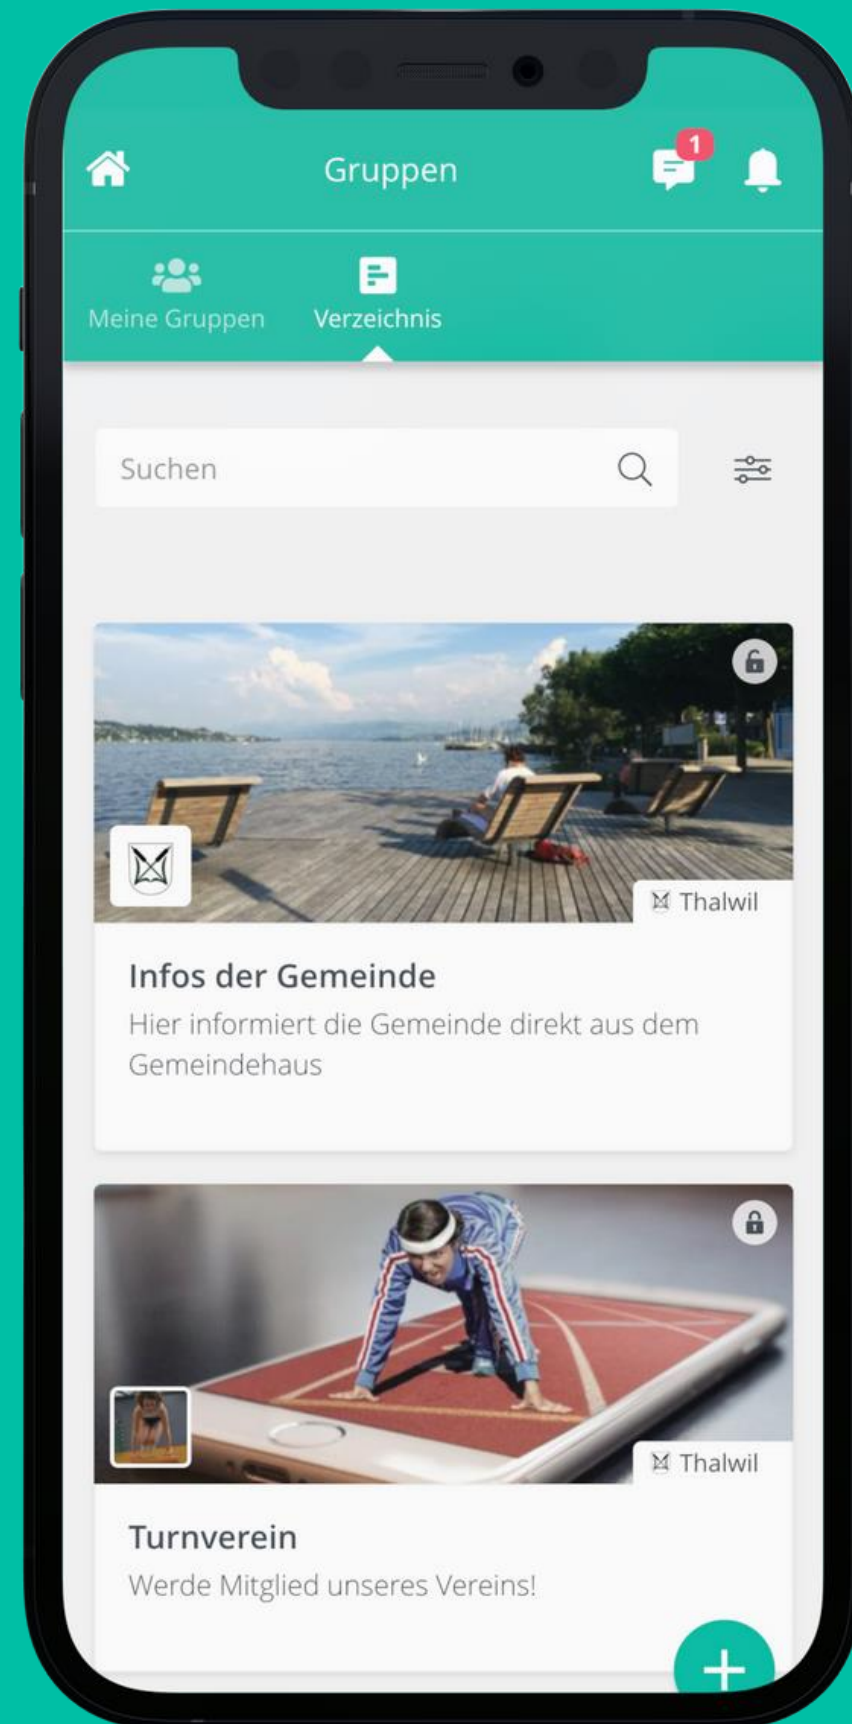 Gruppen
1
Meine Gruppen
Verzeichnis
Suchen
Thalwil
Infos der Gemeinde
Hier informiert die Gemeinde direkt aus dem
Gemeindehaus
Thalwil
Turnverein
Werde Mitglied unseres Vereins!